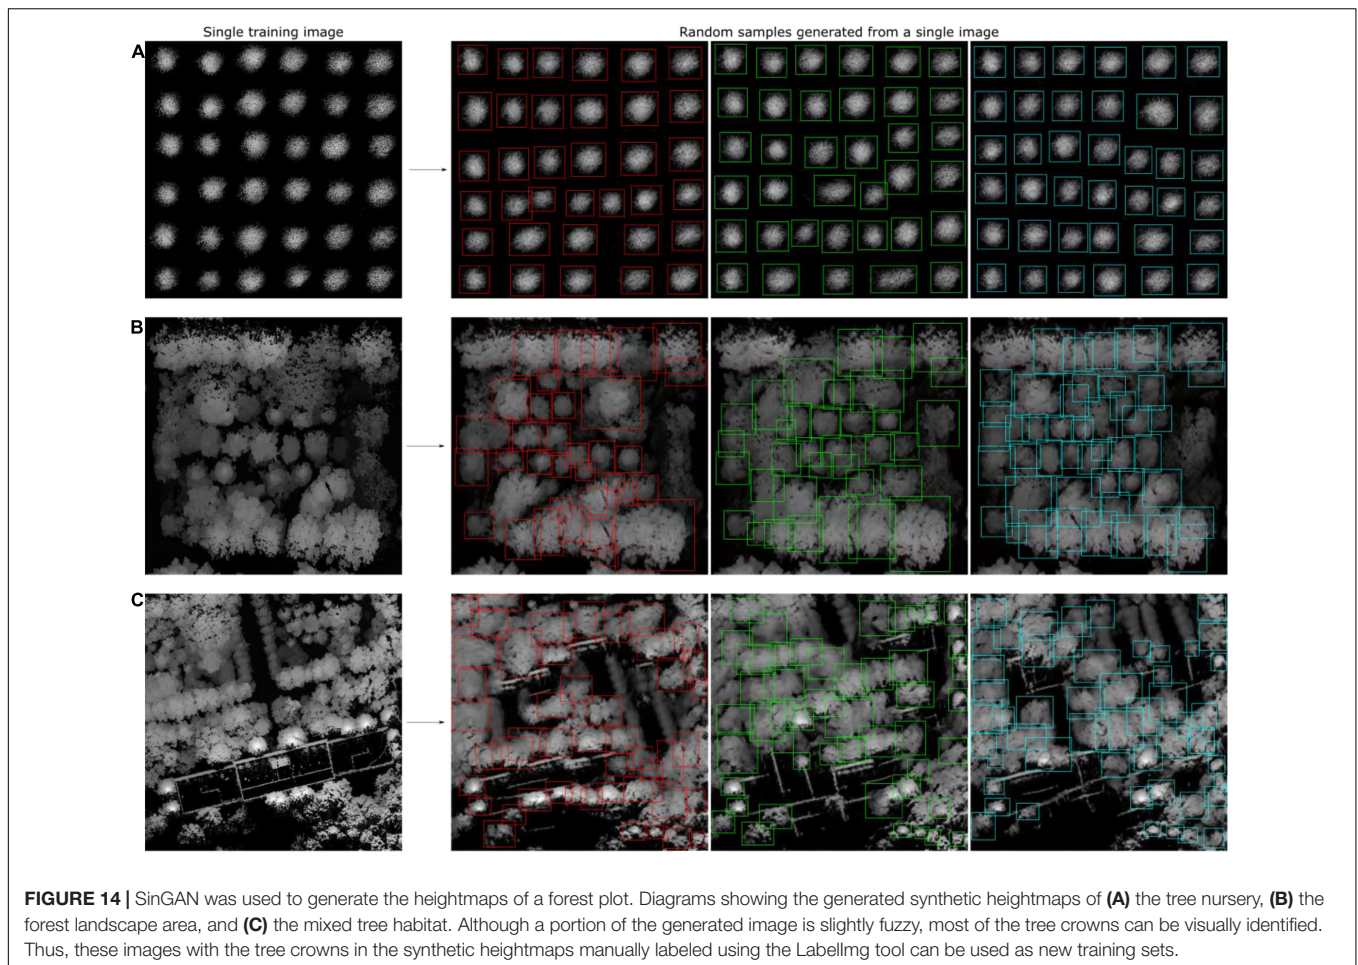 Single training image
Random samples generated from a single image
A
B
C
FIGURE 14 | SinGAN was used to generate the heightmaps of a forest plot. Diagrams showing the generated synthetic heightmaps of (A) the tree nursery, (B) the
forest landscape area, and (C) the mixed tree habitat. Although a portion of the generated image is slightly fuzzy, most of the tree crowns can be visually identified.
Thus, these images with the tree crowns in the synthetic heightmaps manually labeled using the LabelImg tool can be used as new training sets.